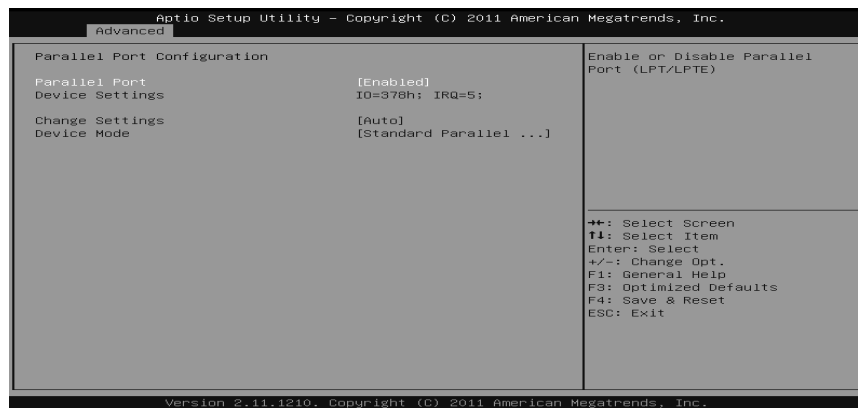 Aptio Setup Utility – Copyright (C) 2011 American Megatrends, Inc.
Advanced
Parallel Port Configuration
Parallel Port [Enabled]
Device Settings IO=378h; IRQ=5;
Change Settings [Auto]
Device Mode [Standard Parallel ...]
Enable or Disable Parallel
Port (LPT/LPTE)
→←: Select Screen
↑↓: Select Item
Enter: Select
+/-: Change Opt.
F1: General Help
F3: Optimized Defaults
F4: Save & Reset
ESC: Exit
Version 2.11.1210. Copyright (C) 2011 American Megatrends, Inc.